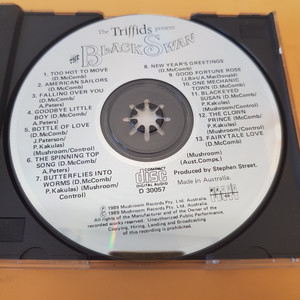 The Triffids present
THE BLACK SWAN
1. TOO HOT TO MOVE
(D.McComb)
2. AMERICAN SAILORS
(D.McComb)
3. FALLING OVER YOU
(D.McComb)
4. GOODBYE LITTLE
BOY (D.McComb/
A.Peters)
5. BOTTLE OF LOVE
(D.McComb/
J.Paterson/
P.Kakulas)
(Mushroom/Control)
6. THE SPINNING TOP
SONG (D.McComb/
A.Peters)
7. BUTTERFLIES INTO
WORMS (D.McComb/
P.Kakulas) (Mushroom/
Control)
8. NEW YEAR'S GREETINGS
(D.McComb)
9. GOOD FORTUNE ROSE
(J.Birt/A.MacDonald)
10. ONE MECHANIC
TOWN (D.McComb)
11. BLACKEYED
SUSAN (D.McComb/
P.Kakulas)
(Mushroom/Control)
12. THE CLOWN
PRINCE (D.McComb/
P.Kakulas)
(Mushroom/Control)
13. FAIRYTALE LOVE
(D.McComb)
(Mushroom)
(Aust.Comps.)
COMPACT
disc
DIGITAL AUDIO
D 30057
Produced by Stephen Street.
Made in Australia.
℗ 1989 Mushroom Records Pty. Ltd. Australia.
© 1989 Mushroom Records Pty. Ltd. Australia.
All Rights of the Manufacturer and of the Owner of the
Recorded Work Reserved. Unauthorised Public Performance,
Copying, Hiring, Lending and Broadcasting
of this recording prohibited.